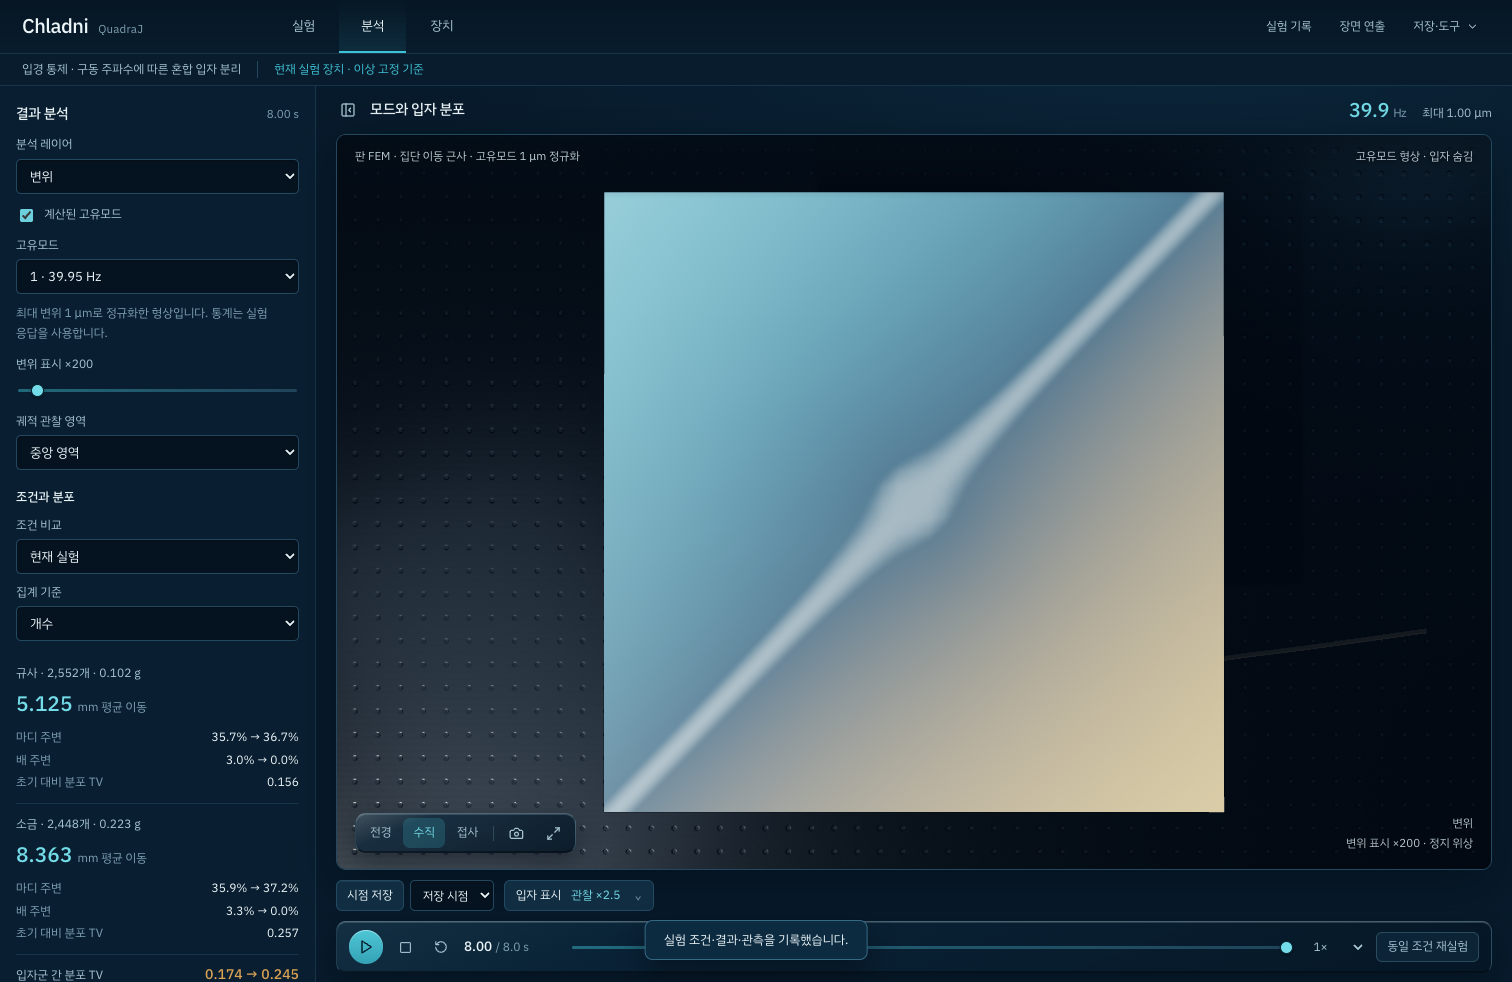 Chladni QuadraJ
실험 분석 장치
실험 기록 장면 연출 저장·도구
입경 통제 · 구동 주파수에 따른 혼합 입자 분리 현재 실험 장치 · 이상 고정 기준
결과 분석 8.00 s
분석 레이어
변위
계산된 고유모드
고유모드
1 · 39.95 Hz
최대 변위 1 μm로 정규화한 형상입니다. 통계는 실험
응답을 사용합니다.
변위 표시 ×200
궤적 관찰 영역
중앙 영역
조건과 분포
조건 비교
현재 실험
집계 기준
개수
규사 · 2,552개 · 0.102 g
5.125 mm 평균 이동
마디 주변 35.7% → 36.7%
배 주변 3.0% → 0.0%
초기 대비 분포 TV 0.156
소금 · 2,448개 · 0.223 g
8.363 mm 평균 이동
마디 주변 35.9% → 37.2%
배 주변 3.3% → 0.0%
초기 대비 분포 TV 0.257
입자군 간 분포 TV 0.174 → 0.245
모드와 입자 분포
39.9 Hz 최대 1.00 μm
판 FEM · 집단 이동 근사 · 고유모드 1 μm 정규화
고유모드 형상 · 입자 숨김
전경 수직 접사
변위
변위 표시 ×200 · 정지 위상
시점 저장 저장 시점 입자 표시 관찰 ×2.5
실험 조건·결과·관측을 기록했습니다.
8.00 / 8.0 s 1× 동일 조건 재실험